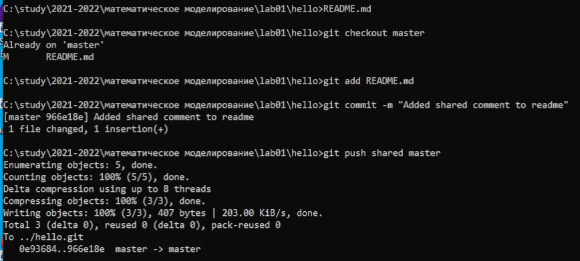 C:\study\2021-2022\математическое моделирование\lab01\hello>README.md
C:\study\2021-2022\математическое моделирование\lab01\hello>git checkout master
Already on 'master'
M       README.md
C:\study\2021-2022\математическое моделирование\lab01\hello>git add README.md
C:\study\2021-2022\математическое моделирование\lab01\hello>git commit -m "Added shared comment to readme"
[master 966e18e] Added shared comment to readme
 1 file changed, 1 insertion(+)
C:\study\2021-2022\математическое моделирование\lab01\hello>git push shared master
Enumerating objects: 5, done.
Counting objects: 100% (5/5), done.
Delta compression using up to 8 threads
Compressing objects: 100% (3/3), done.
Writing objects: 100% (3/3), 407 bytes | 203.00 KiB/s, done.
Total 3 (delta 0), reused 0 (delta 0), pack-reused 0
To ../hello.git
   0e93684..966e18e  master -> master